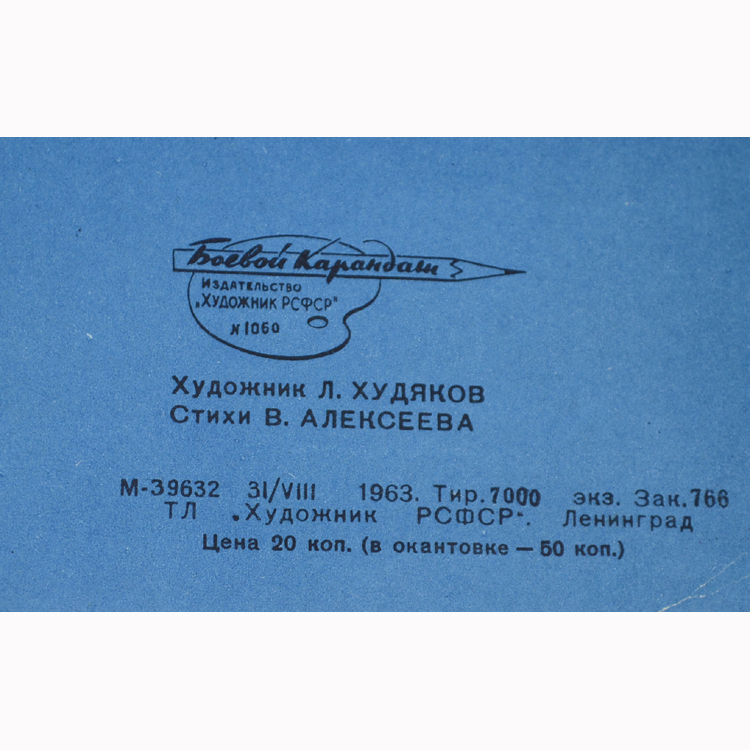 Боевой Карандаш
ИЗДАТЕЛЬСТВО
„ХУДОЖНИК РСФСР"
N 1060
Художник Л. ХУДЯКОВ
Стихи В. АЛЕКСЕЕВА
М-39632 31/VIII 1963. Тир. 7000 экз. Зак. 766
ТЛ „Художник РСФСР". Ленинград
Цена 20 коп. (в окантовке — 50 коп.)